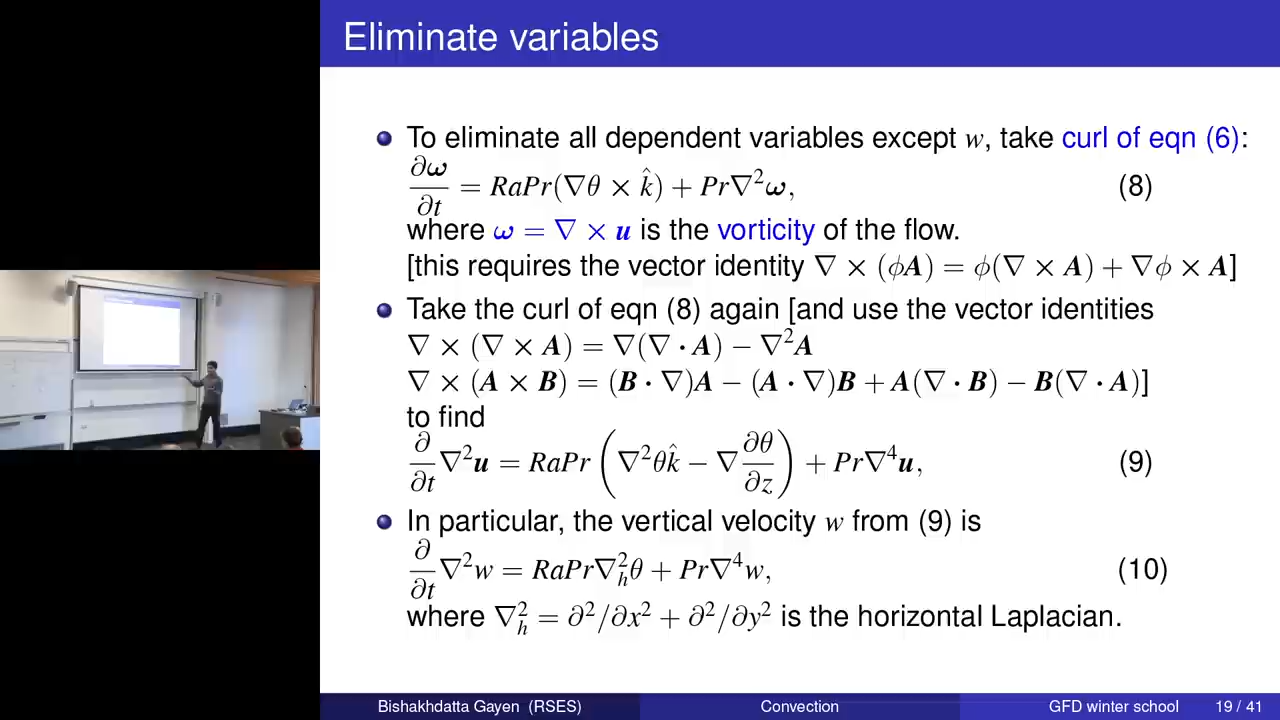 Eliminate variables
To eliminate all dependent variables except w, take curl of eqn (6):
∂ω/∂t = RaPr(∇θ × k̂) + Pr∇²ω, (8)
where ω = ∇ × u is the vorticity of the flow.
[this requires the vector identity ∇ × (ϕA) = ϕ(∇ × A) + ∇ϕ × A]
Take the curl of eqn (8) again [and use the vector identities
∇ × (∇ × A) = ∇(∇ · A) − ∇²A
∇ × (A × B) = (B · ∇)A − (A · ∇)B + A(∇ · B) − B(∇ · A)]
to find
∂/∂t ∇²u = RaPr (∇²θk̂ − ∇ ∂θ/∂z) + Pr∇⁴u, (9)
In particular, the vertical velocity w from (9) is
∂/∂t ∇²w = RaPr∇²ₕθ + Pr∇⁴w, (10)
where ∇²ₕ = ∂²/∂x² + ∂²/∂y² is the horizontal Laplacian.
Bishakhdatta Gayen (RSES) Convection GFD winter school 19 / 41